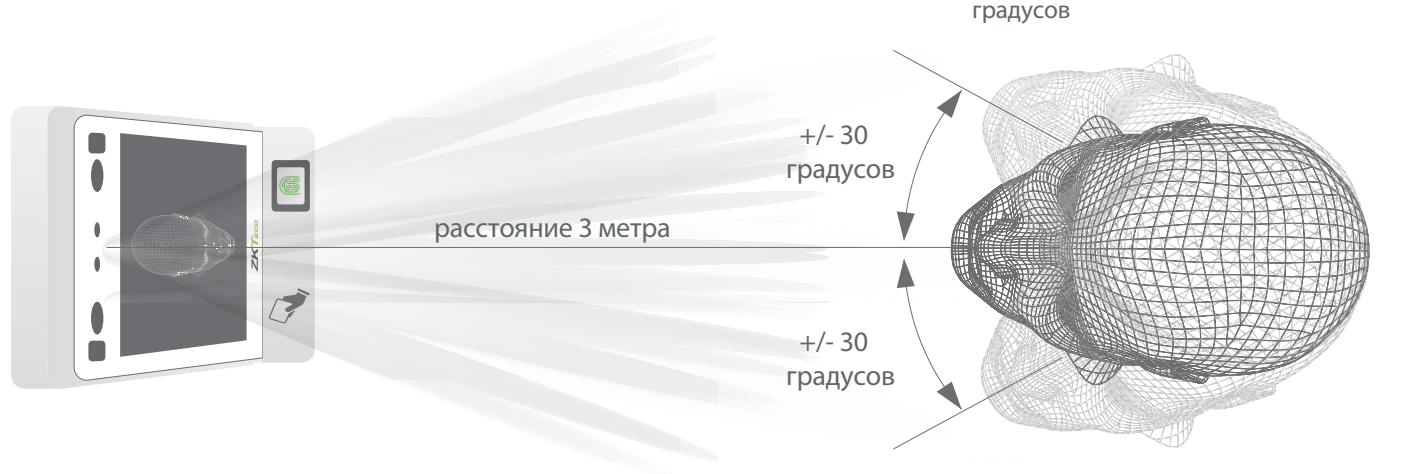 градусов
+/- 30
градусов
расстояние 3 метра
ZKTECO
+/- 30
градусов